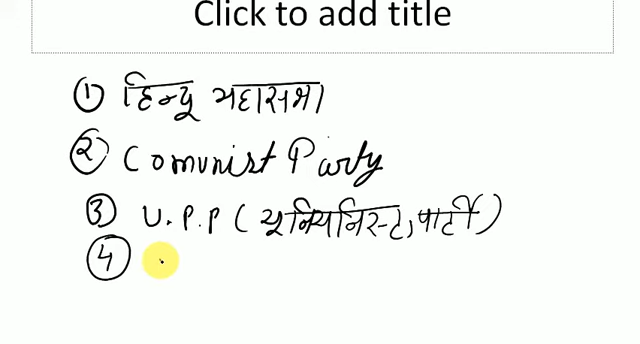 Click to add title
① हिन्दू महासभा
② Comunist Party
③ U.P.P ( यूनियनिस्ट, पार्टी )
④